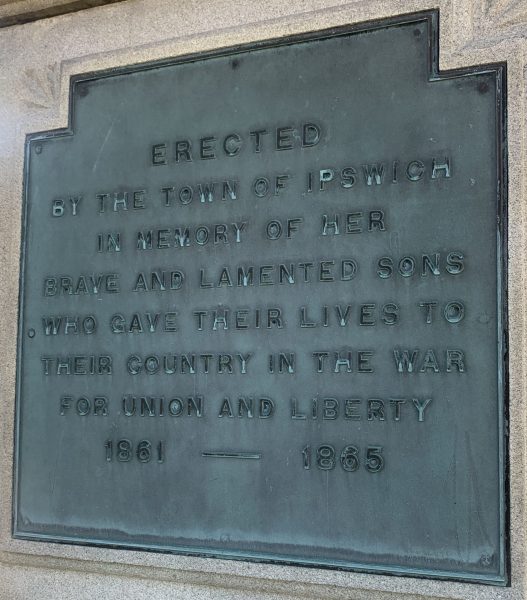 ERECTED
BY THE TOWN OF IPSWICH
IN MEMORY OF HER
BRAVE AND LAMENTED SONS
WHO GAVE THEIR LIVES TO
THEIR COUNTRY IN THE WAR
FOR UNION AND LIBERTY
1861 — 1865